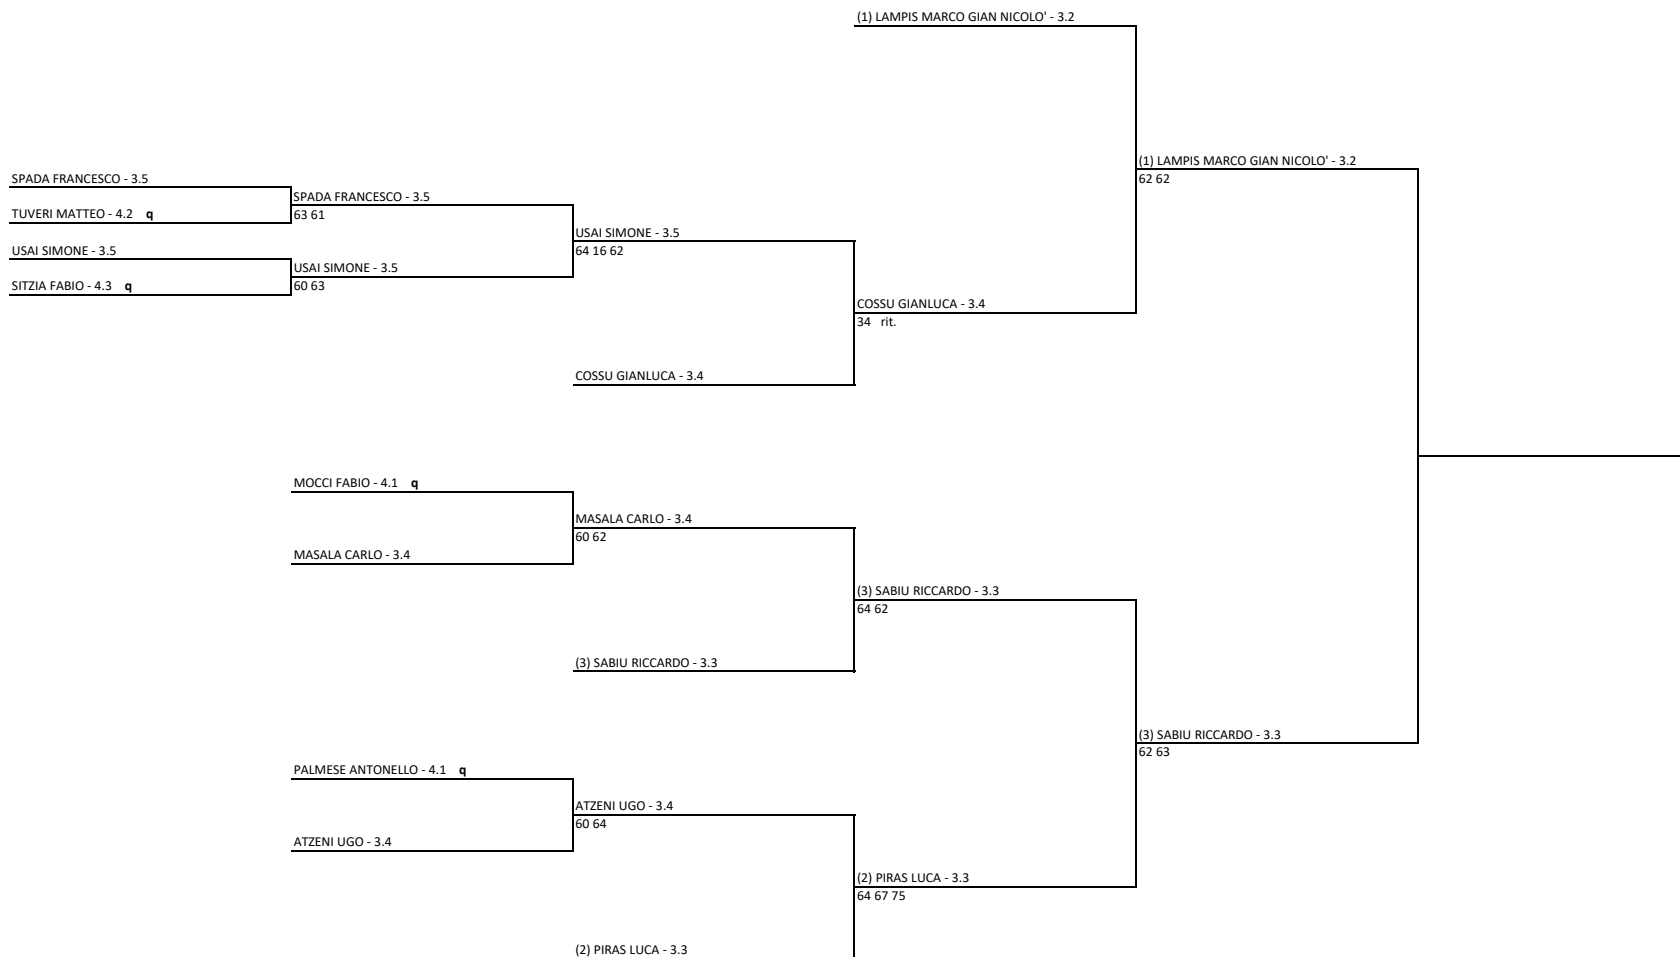 (1) LAMPIS MARCO GIAN NICOLO' - 3.2
(1) LAMPIS MARCO GIAN NICOLO' - 3.2
62 62
SPADA FRANCESCO - 3.5
SPADA FRANCESCO - 3.5
TUVERI MATTEO - 4.2 q
63 61
USAI SIMONE - 3.5
64 16 62
USAI SIMONE - 3.5
USAI SIMONE - 3.5
SITZIA FABIO - 4.3 q
60 63
COSSU GIANLUCA - 3.4
34 rit.
COSSU GIANLUCA - 3.4
MOCCI FABIO - 4.1 q
MASALA CARLO - 3.4
60 62
MASALA CARLO - 3.4
(3) SABIU RICCARDO - 3.3
64 62
(3) SABIU RICCARDO - 3.3
(3) SABIU RICCARDO - 3.3
62 63
PALMESE ANTONELLO - 4.1 q
ATZENI UGO - 3.4
60 64
ATZENI UGO - 3.4
(2) PIRAS LUCA - 3.3
64 67 75
(2) PIRAS LUCA - 3.3